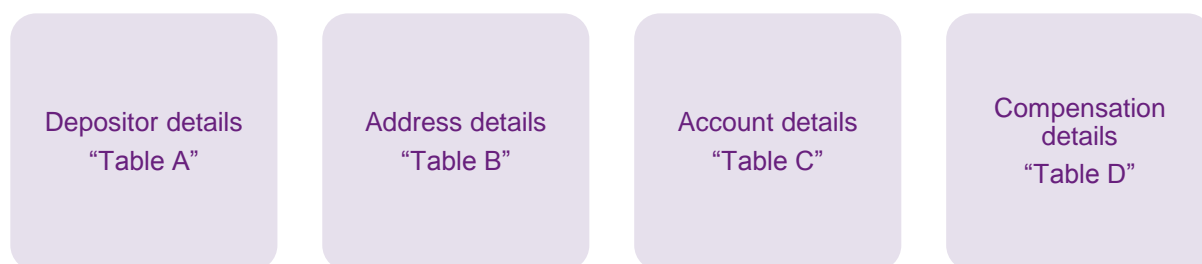 Depositor details
“Table A”
Address details
“Table B”
Account details
“Table C”
Compensation
details
“Table D”